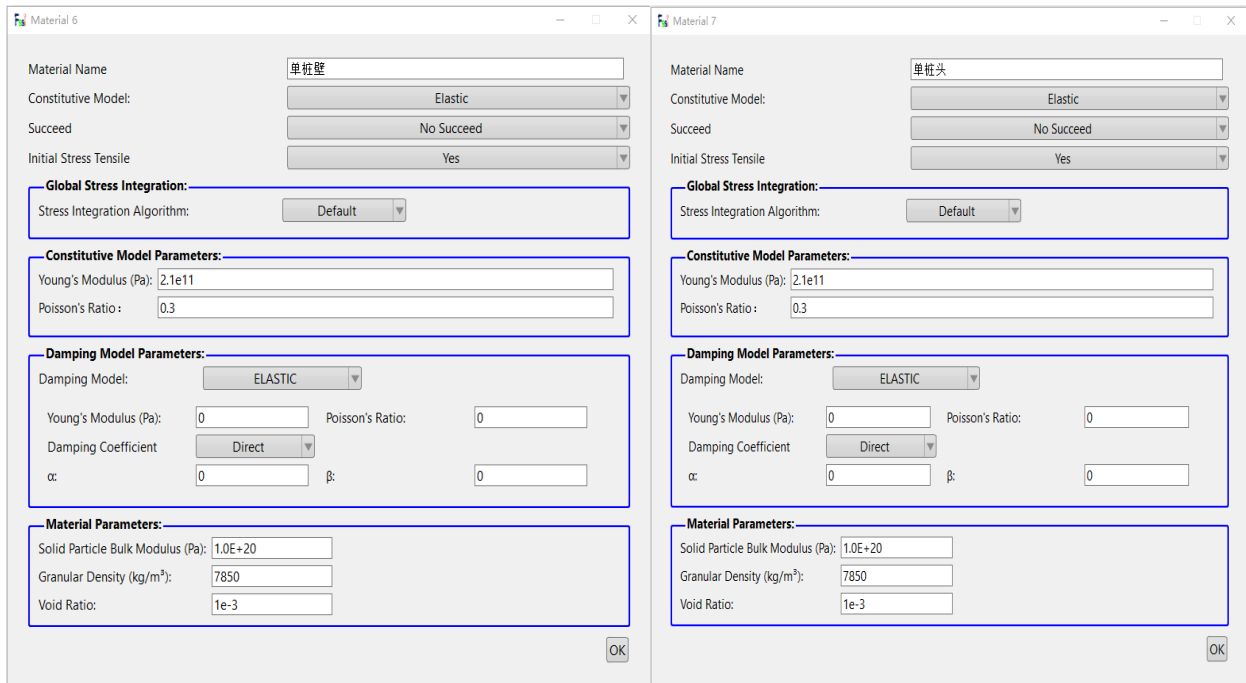 Material 6
Material Name 单桩壁
Constitutive Model: Elastic
Succeed No Succeed
Initial Stress Tensile Yes
Global Stress Integration:
Stress Integration Algorithm: Default
Constitutive Model Parameters:
Young's Modulus (Pa): 2.1e11
Poisson's Ratio : 0.3
Damping Model Parameters:
Damping Model: ELASTIC
Young's Modulus (Pa): 0 Poisson's Ratio: 0
Damping Coefficient Direct
α: 0 β: 0
Material Parameters:
Solid Particle Bulk Modulus (Pa): 1.0E+20
Granular Density (kg/m³): 7850
Void Ratio: 1e-3
OK
Material 7
Material Name 单桩头
Constitutive Model: Elastic
Succeed No Succeed
Initial Stress Tensile Yes
Global Stress Integration:
Stress Integration Algorithm: Default
Constitutive Model Parameters:
Young's Modulus (Pa): 2.1e11
Poisson's Ratio : 0.3
Damping Model Parameters:
Damping Model: ELASTIC
Young's Modulus (Pa): 0 Poisson's Ratio: 0
Damping Coefficient Direct
α: 0 β: 0
Material Parameters:
Solid Particle Bulk Modulus (Pa): 1.0E+20
Granular Density (kg/m³): 7850
Void Ratio: 1e-3
OK